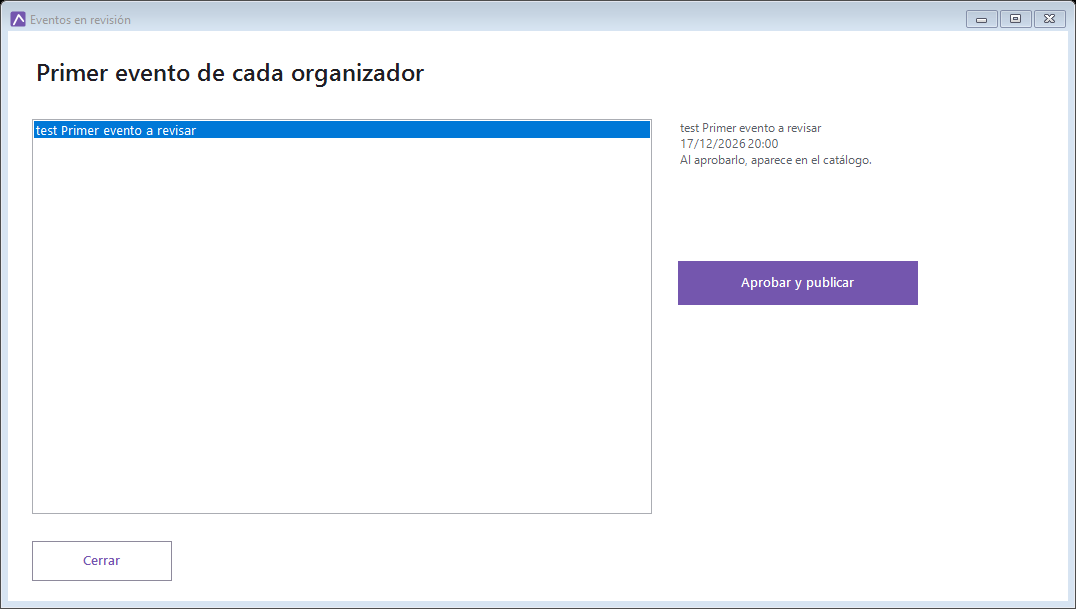 Eventos en revisión
Primer evento de cada organizador
test Primer evento a revisar
test Primer evento a revisar
17/12/2026 20:00
Al aprobarlo, aparece en el catálogo.
Aprobar y publicar
Cerrar